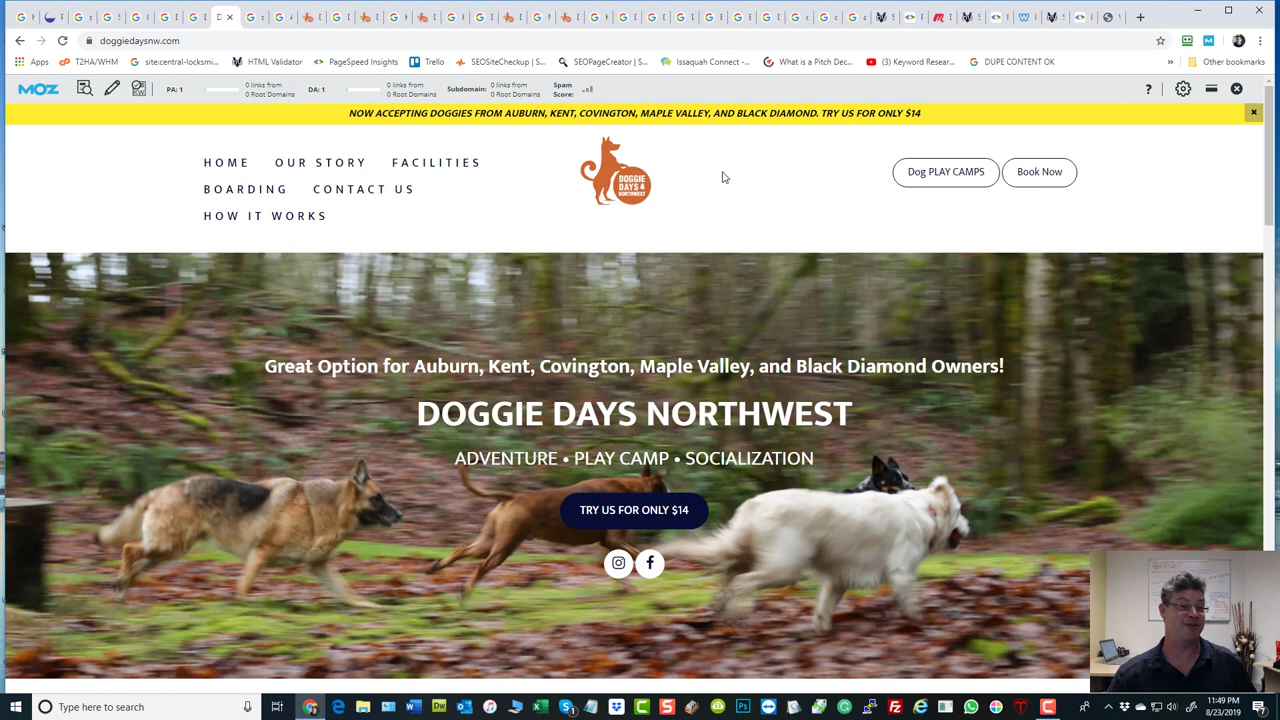 doggiedaysnw.com
Apps T2HA/WHM site:central-locksmi... HTML Validator PageSpeed Insights Trello SEOSiteCheckup | S... SEOPageCreator | S... Issaquah Connect -... What is a Pitch Dec... (3) Keyword Resear... DUPE CONTENT OK » Other bookmarks
MOZ PA: 1 0 links from 0 Root Domains DA: 1 0 links from 0 Root Domains Subdomain: 0 links from 0 Root Domains Spam Score: ?
NOW ACCEPTING DOGGIES FROM AUBURN, KENT, COVINGTON, MAPLE VALLEY, AND BLACK DIAMOND. TRY US FOR ONLY $14
HOME OUR STORY FACILITIES
BOARDING CONTACT US
HOW IT WORKS
DOGGIE
DAYS
NORTHWEST
Dog PLAY CAMPS Book Now
Great Option for Auburn, Kent, Covington, Maple Valley, and Black Diamond Owners!
DOGGIE DAYS NORTHWEST
ADVENTURE • PLAY CAMP • SOCIALIZATION
TRY US FOR ONLY $14
Type here to search
11:49 PM
8/23/2019